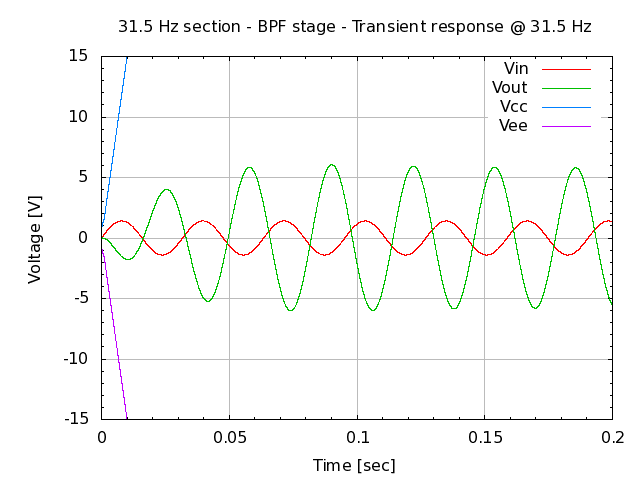 31.5 Hz section - BPF stage - Transient response @ 31.5 Hz
Voltage [V]
15
10
5
0
-5
-10
-15
Vin
Vout
Vcc
Vee
0 0.05 0.1 0.15 0.2
Time [sec]